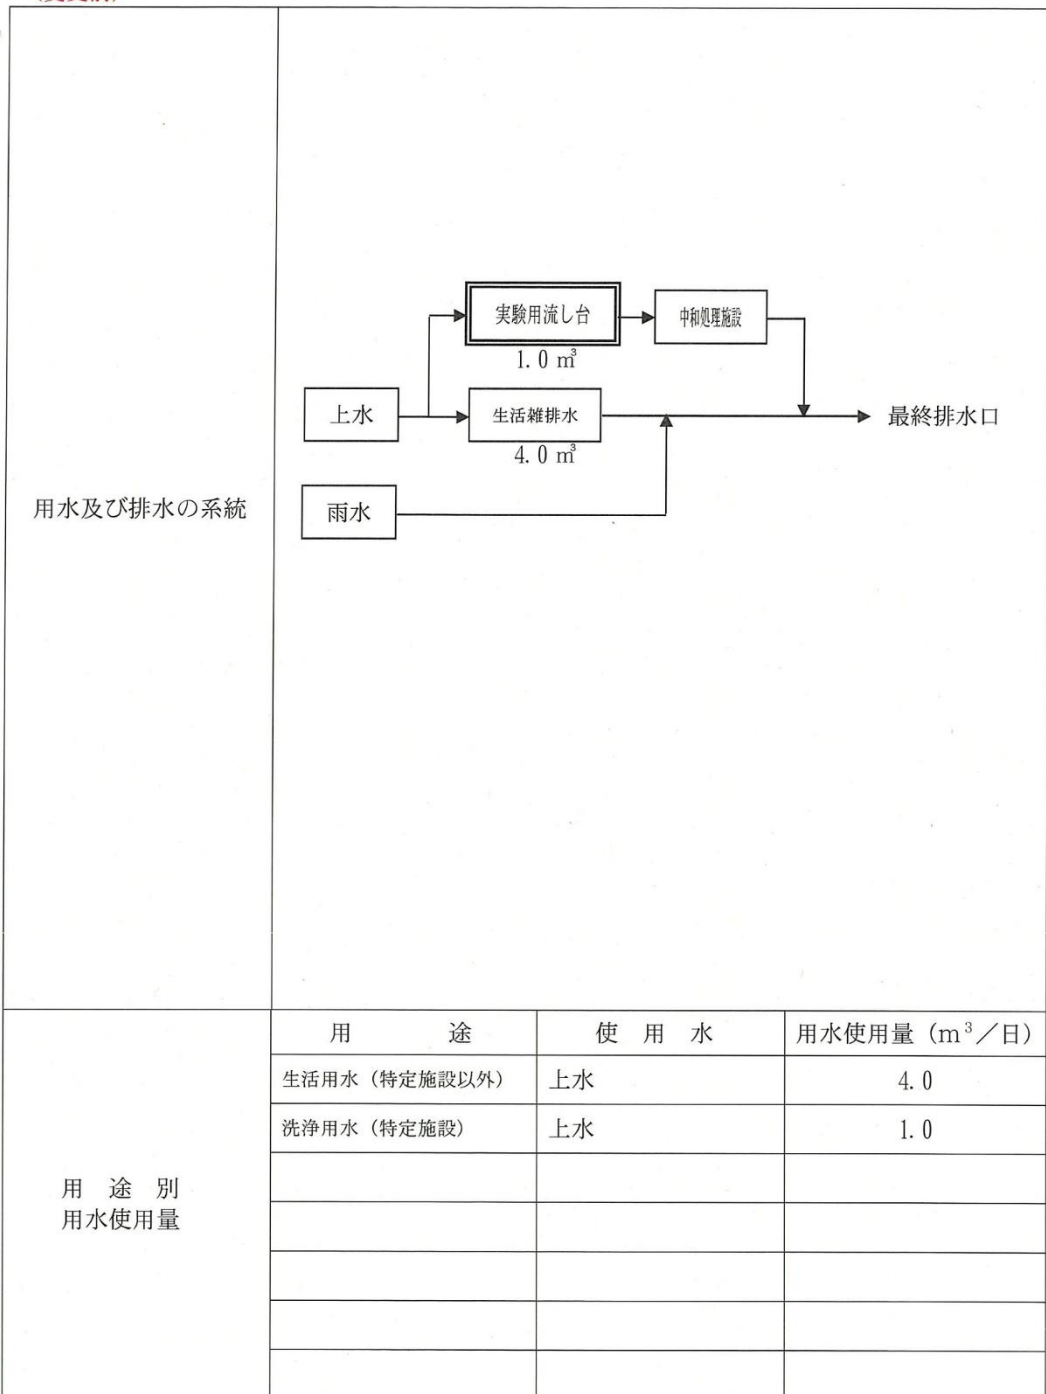 実験用流し台
中和処理施設
1.0 ㎥
上水
生活雑排水
最終排水口
4.0 ㎥
用水及び排水の系統
雨水
用途
使用水
用水使用量（m³／日）
生活用水（特定施設以外）
上水
4.0
洗浄用水（特定施設）
上水
1.0
用途別
用水使用量